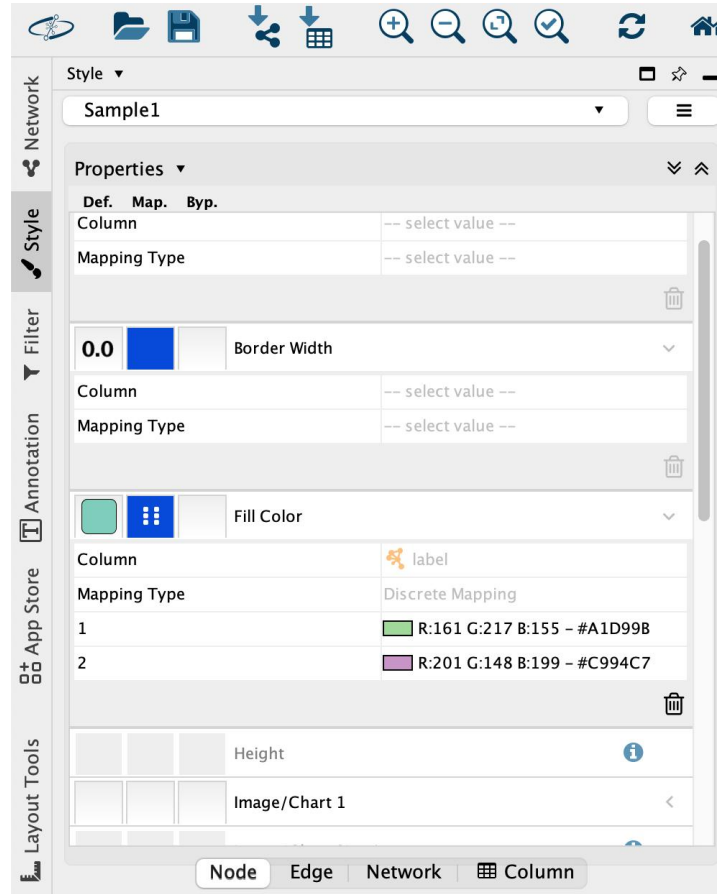 Style
Sample1
Properties
Def. Map. Byp.
Column -- select value --
Mapping Type -- select value --
0.0 Border Width
Column -- select value --
Mapping Type -- select value --
Fill Color
Column label
Mapping Type Discrete Mapping
1 R:161 G:217 B:155 – #A1D99B
2 R:201 G:148 B:199 – #C994C7
Height
Image/Chart 1
Node Edge Network Column
Network
Style
Filter
Annotation
App Store
Layout Tools